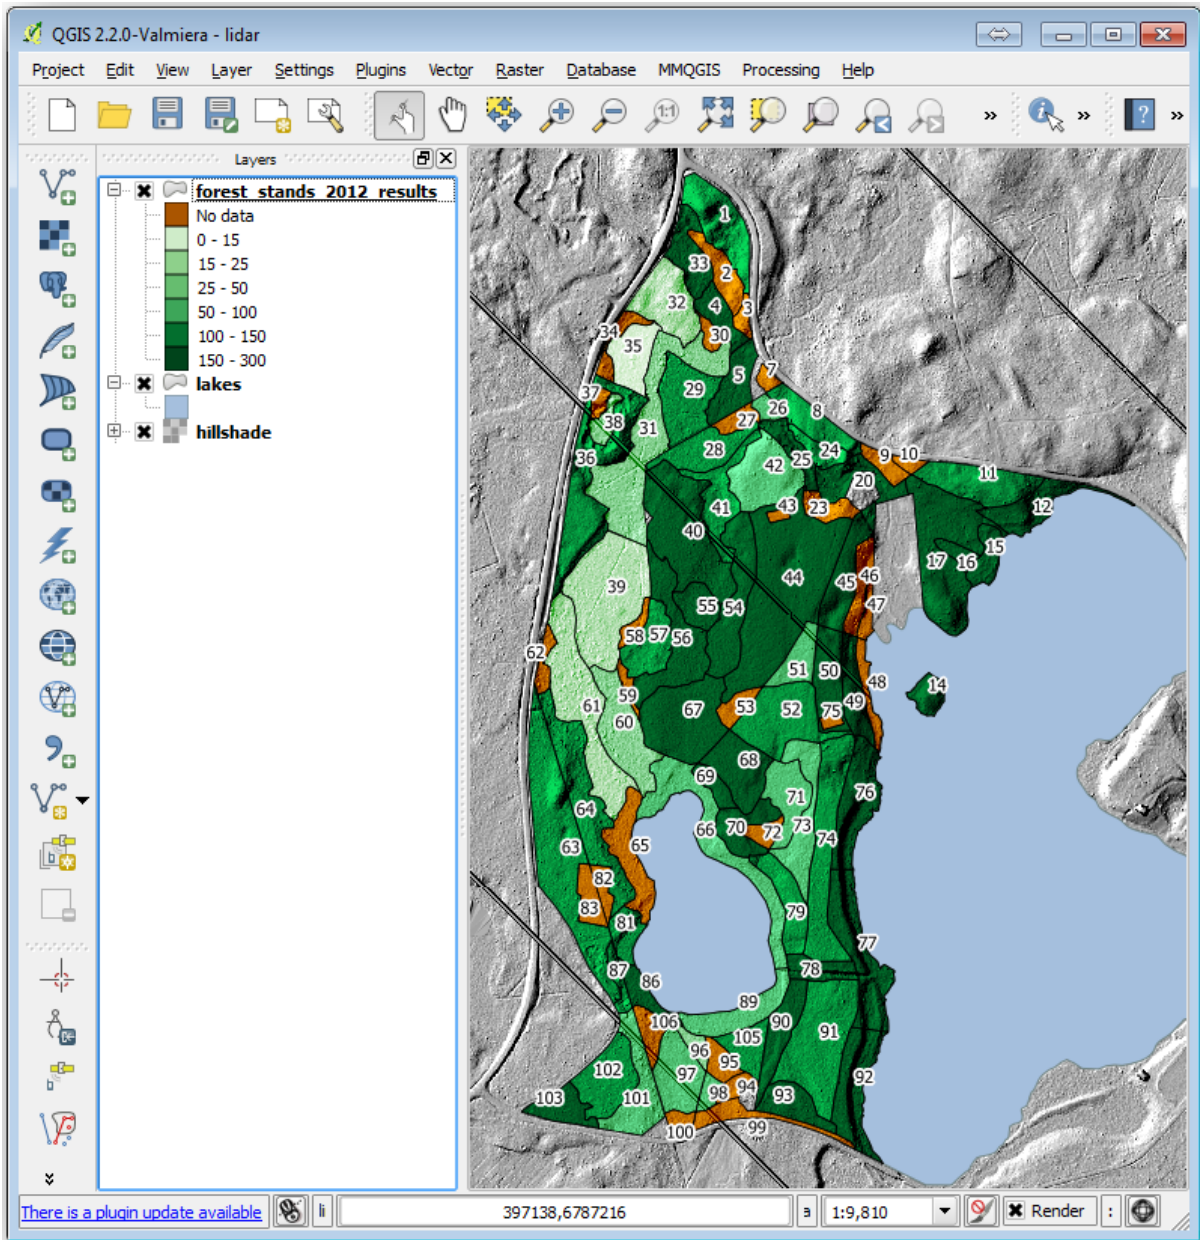 QGIS 2.2.0-Valmiera - lidar
Project Edit View Layer Settings Plugins Vector Raster Database MMQGIS Processing Help
1:1 » » ? »
Layers
forest_stands_2012_results
No data
0 - 15
15 - 25
25 - 50
50 - 100
100 - 150
150 - 300
lakes
hillshade
1
33 2
32 4 3
34 35 30
5 7
37 29 26 8
38 31 27
28 24
36 42 25 9 10
20 11
41 43 23 12
40
15
17 16
44 45 46
39 47
55 54
58 57 56
62 51 50 48 14
59 49
61 60 67 53 52 75
68
69 71 76
64
66 70 72 73 74
63 65
82
83 79
81
77
87 86 78
89
106 90 91
105
96 95
102 97 92
103 101 98 94 93
100 99
There is a plugin update available li 397138,6787216 a 1:9,810 Render :